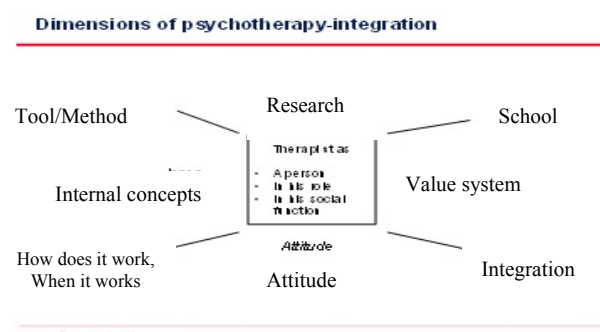 Dimensions of psychotherapy-integration
Research
Tool/Method
School
Therapist as
- A person
- In his role
- In his social
function
Internal concepts
Value system
Attitude
How does it work,
When it works
Attitude
Integration